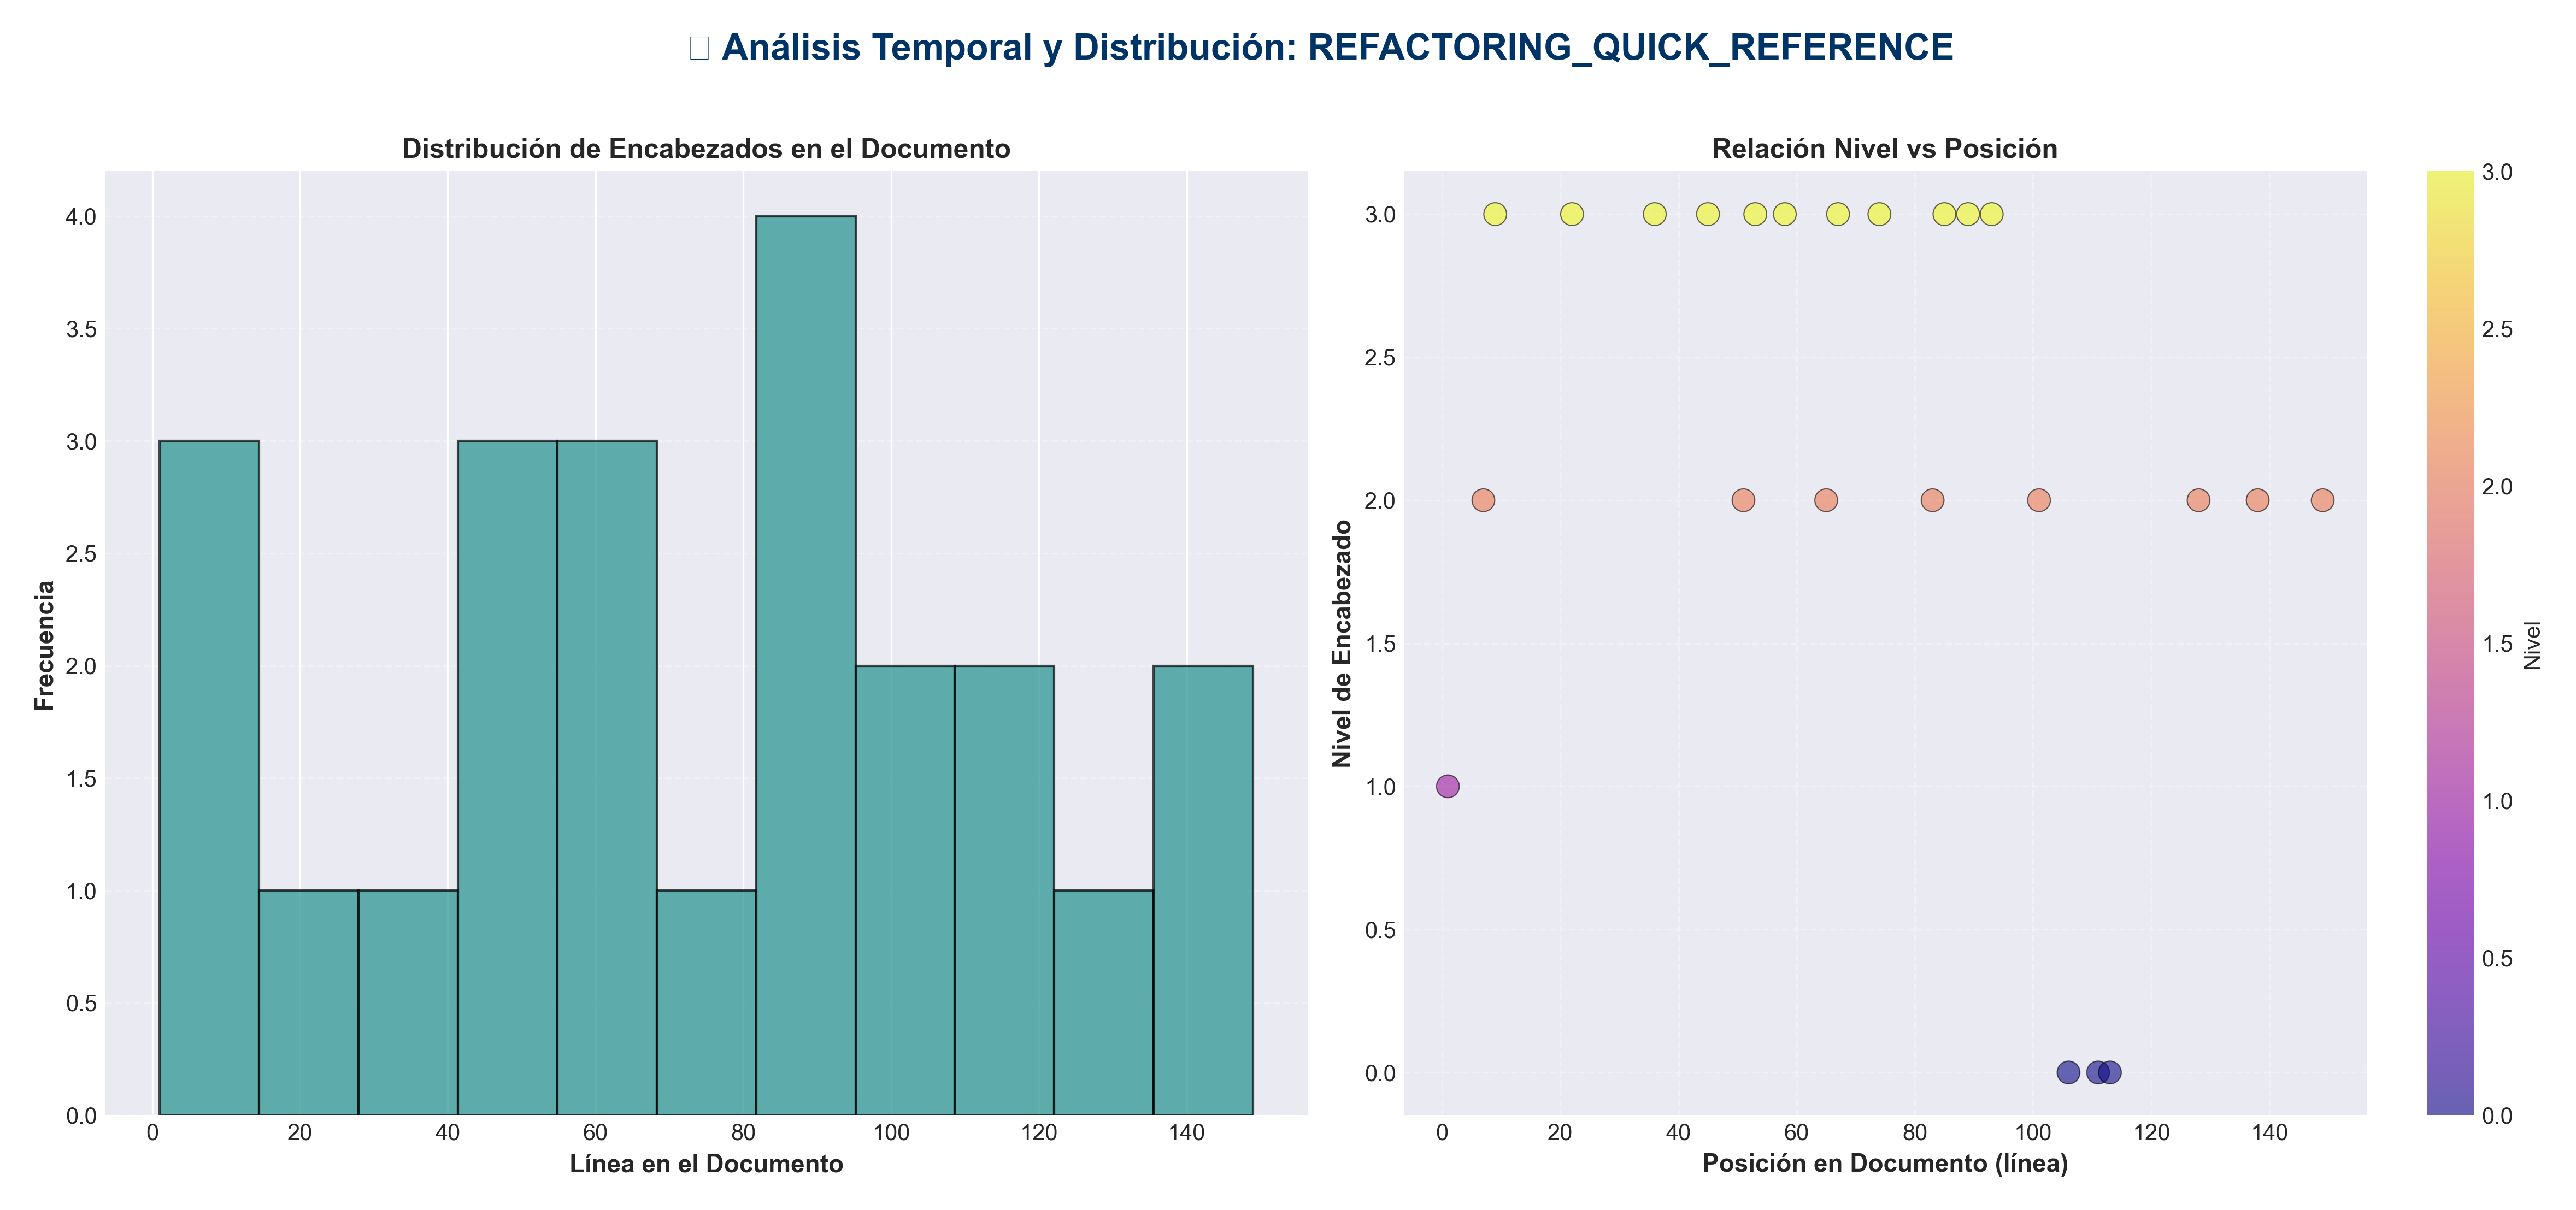 Análisis Temporal y Distribución: REFACTORING_QUICK_REFERENCE
Distribución de Encabezados en el Documento
Frecuencia
4.0
3.5
3.0
2.5
2.0
1.5
1.0
0.5
0.0
0 20 40 60 80 100 120 140
Línea en el Documento
Relación Nivel vs Posición
Nivel de Encabezado
3.0
2.5
2.0
1.5
1.0
0.5
0.0
0 20 40 60 80 100 120 140
Posición en Documento (línea)
3.0
2.5
2.0
1.5
1.0
0.5
0.0
Nivel